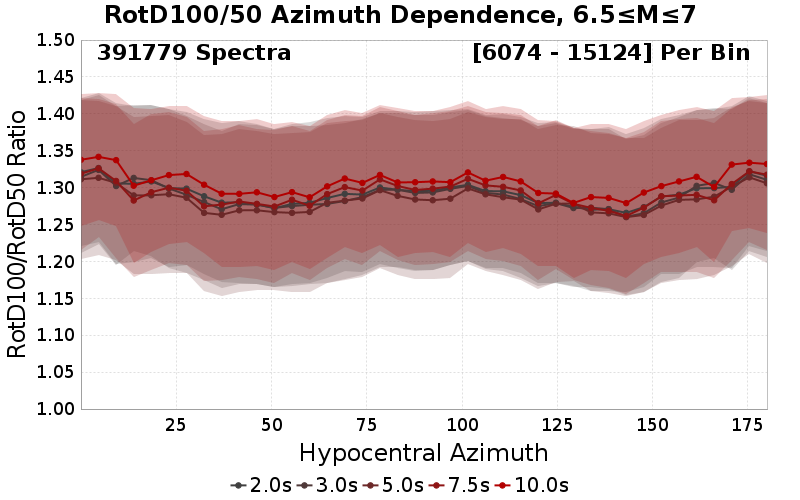 RotD100/50 Azimuth Dependence, 6.5≤M≤7
391779 Spectra [6074 - 15124] Per Bin
RotD100/RotD50 Ratio
1.50
1.45
1.40
1.35
1.30
1.25
1.20
1.15
1.10
1.05
1.00
25 50 75 100 125 150 175
Hypocentral Azimuth
2.0s 3.0s 5.0s 7.5s 10.0s